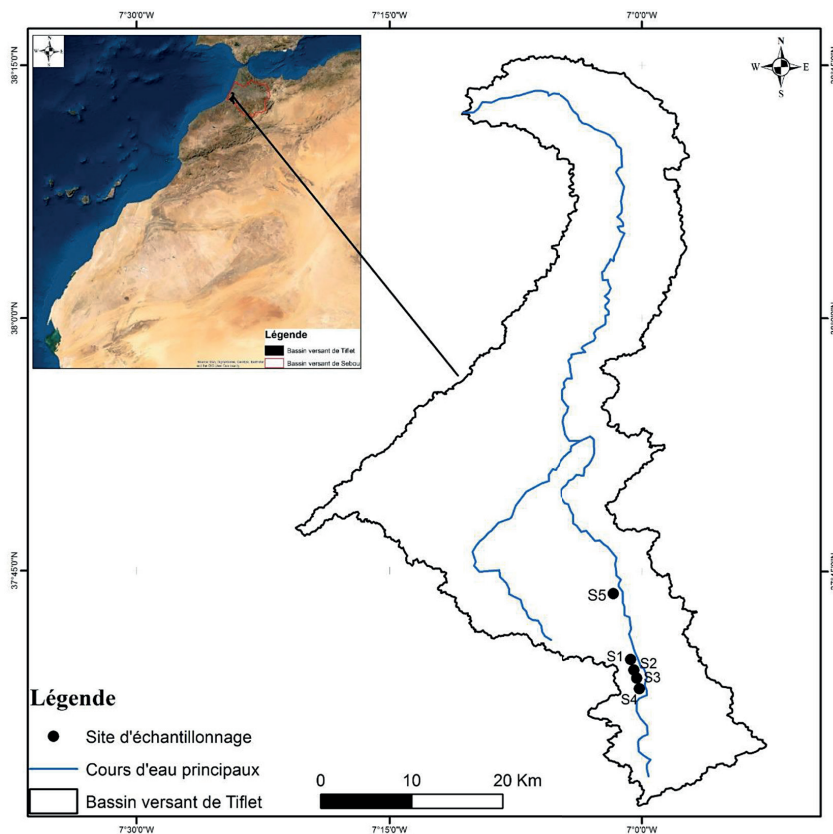 7°30'0"W
7°15'0"W
7°0'0"W
38°15'0"N
38°0'0"N
37°45'0"N
N
W
E
S
N
W
E
S
Légende
Bassin versant de Tiflet
Bassin versant de Sebou
S5
S1
S2
S3
S4
Légende
Site d'échantillonnage
Cours d'eau principaux
Bassin versant de Tiflet
0
10
20 Km
7°30'0"W
7°15'0"W
7°0'0"W